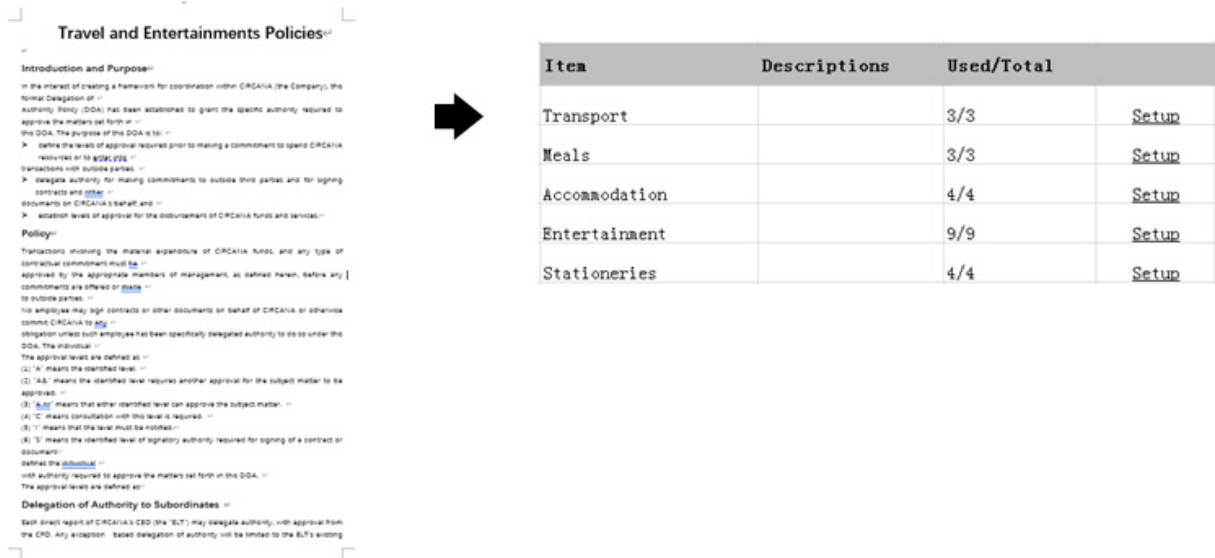 Travel and Entertainments Policies
Introduction and Purpose
In the interest of creating a framework for coordination within CIRCANA (the Company), this
formal Delegation of
Authority Policy (DOA) has been established to grant the specific authority required to
approve the matters set forth in
this DOA. The purpose of this DOA is to:
➤ define the levels of approval required prior to making a commitment to spend CIRCANA
resources or to enter into
transactions with outside parties.
➤ delegate authority for making commitments to outside third parties and for signing
contracts and other
documents on CIRCANA's behalf; and
➤ establish levels of approval for the disbursement of CIRCANA funds and services.
Policy
Transactions involving the material expenditure of CIRCANA funds, and any type of
contractual commitment must be
approved by the appropriate members of management, as defined herein, before any
commitments are offered or made
to outside parties.
No employee may sign contracts or other documents on behalf of CIRCANA or otherwise
commit CIRCANA to any
obligation unless such employee has been specifically delegated authority to do so under this
DOA. The individual
The approval levels are defined as
(1) "A" means the identified level.
(2) "A&" means the identified level requires another approval for the subject matter to be
approved.
(3) "A or" means that either identified level can approve the subject matter.
(4) "C" means consultation with this level is required.
(5) "I" means that the level must be notified.
(6) "S" means the identified level of signatory authority required for signing of a contract or
document
defines the individual
with authority required to approve the matters set forth in this DOA.
The approval levels are defined as
Delegation of Authority to Subordinates
Each direct report of CIRCANA's CEO (the "ELT") may delegate authority, with approval from
the CFO. Any exception based delegation of authority will be limited to the ELT's existing
Item Descriptions Used/Total
Transport 3/3 Setup
Meals 3/3 Setup
Accommodation 4/4 Setup
Entertainment 9/9 Setup
Stationeries 4/4 Setup